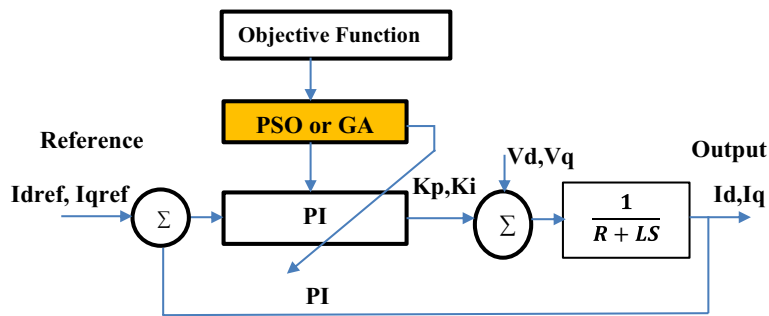 Objective Function
PSO or GA
Reference
Vd,Vq
Output
Idref, Iqref
Σ
PI
Kp,Ki
Σ
1
R + LS
Id,Iq
PI